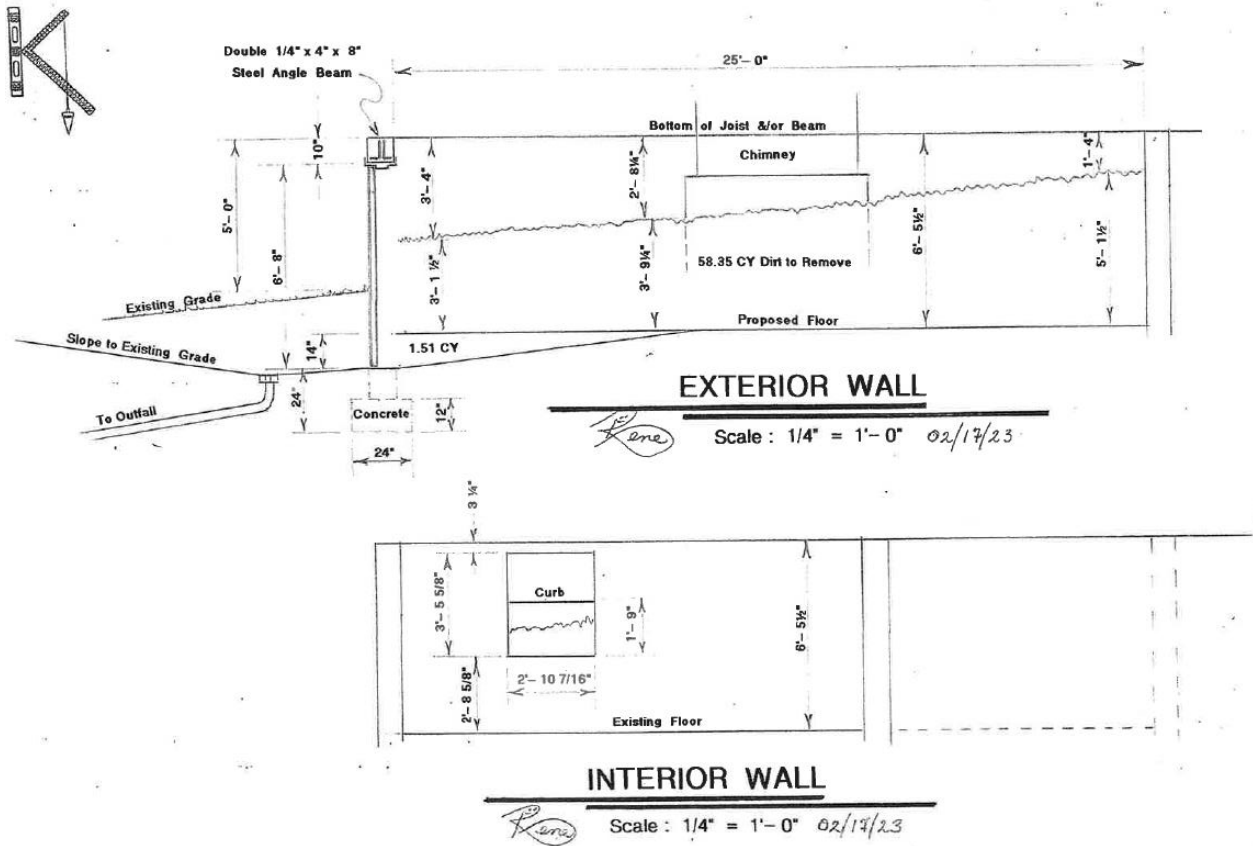 Double 1/4" x 4" x 8"
Steel Angle Beam
25'– 0"
10"
Bottom of Joist &/or Beam
Chimney
1'– 4"
5'– 0"
3'– 4"
2'– 8¼"
6'– 8"
6'– 5½"
5'– 1½"
3'– 1 ½"
3'– 9¼"
58.35 CY Dirt to Remove
Existing Grade
Proposed Floor
Slope to Existing Grade
14"
1.51 CY
24"
To Outfall
Concrete
12"
24"
EXTERIOR WALL
Rene
Scale : 1/4" = 1'– 0" 02/17/23
3 ¼"
3'– 5 5/8"
Curb
1'– 9"
6'– 5½"
2'– 10 7/16"
2'– 8 5/8"
Existing Floor
INTERIOR WALL
Rene
Scale : 1/4" = 1'– 0" 02/17/23